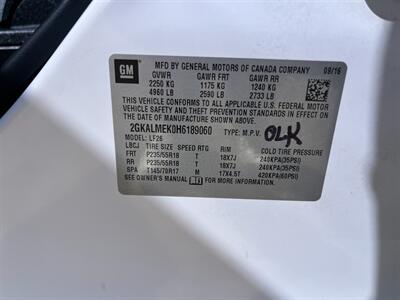 GM
MFD BY GENERAL MOTORS OF CANADA COMPANY 09/16
GVWR GAWR FRT GAWR RR
2250 KG 1175 KG 1240 KG
4960 LB 2590 LB 2733 LB
THIS VEHICLE CONFORMS TO ALL APPLICABLE U.S. FEDERAL MOTOR
VEHICLE SAFETY AND THEFT PREVENTION STANDARDS IN EFFECT ON
THE DATE OF MANUFACTURE SHOWN ABOVE.
2GKALMEK0H6189060 TYPE: M.P.V. OLK
MODEL: LF26
LBCJ TIRE SIZE SPEED RTG RIM COLD TIRE PRESSURE
FRT P235/55R18 T 18X7J 240KPA(35PSI)
RR P235/55R18 T 18X7J 240KPA(35PSI)
SPA T145/70R17 M 17X4.5T 420KPA(60PSI)
SEE OWNER'S MANUAL FOR MORE INFORMATION.